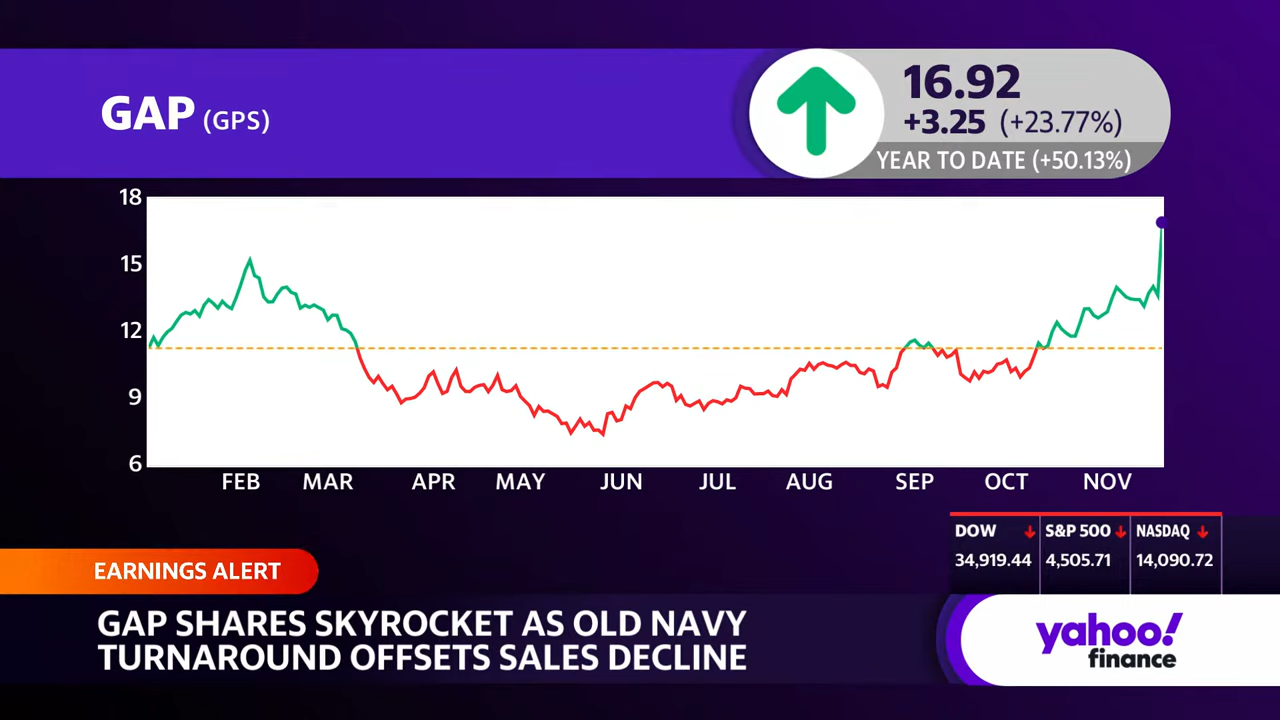 GAP (GPS)
16.92
+3.25 (+23.77%)
YEAR TO DATE (+50.13%)
18
15
12
9
6
FEB MAR APR MAY JUN JUL AUG SEP OCT NOV
DOW S&P 500 NASDAQ
34,919.44 4,505.71 14,090.72
EARNINGS ALERT
GAP SHARES SKYROCKET AS OLD NAVY
TURNAROUND OFFSETS SALES DECLINE
yahoo!
finance